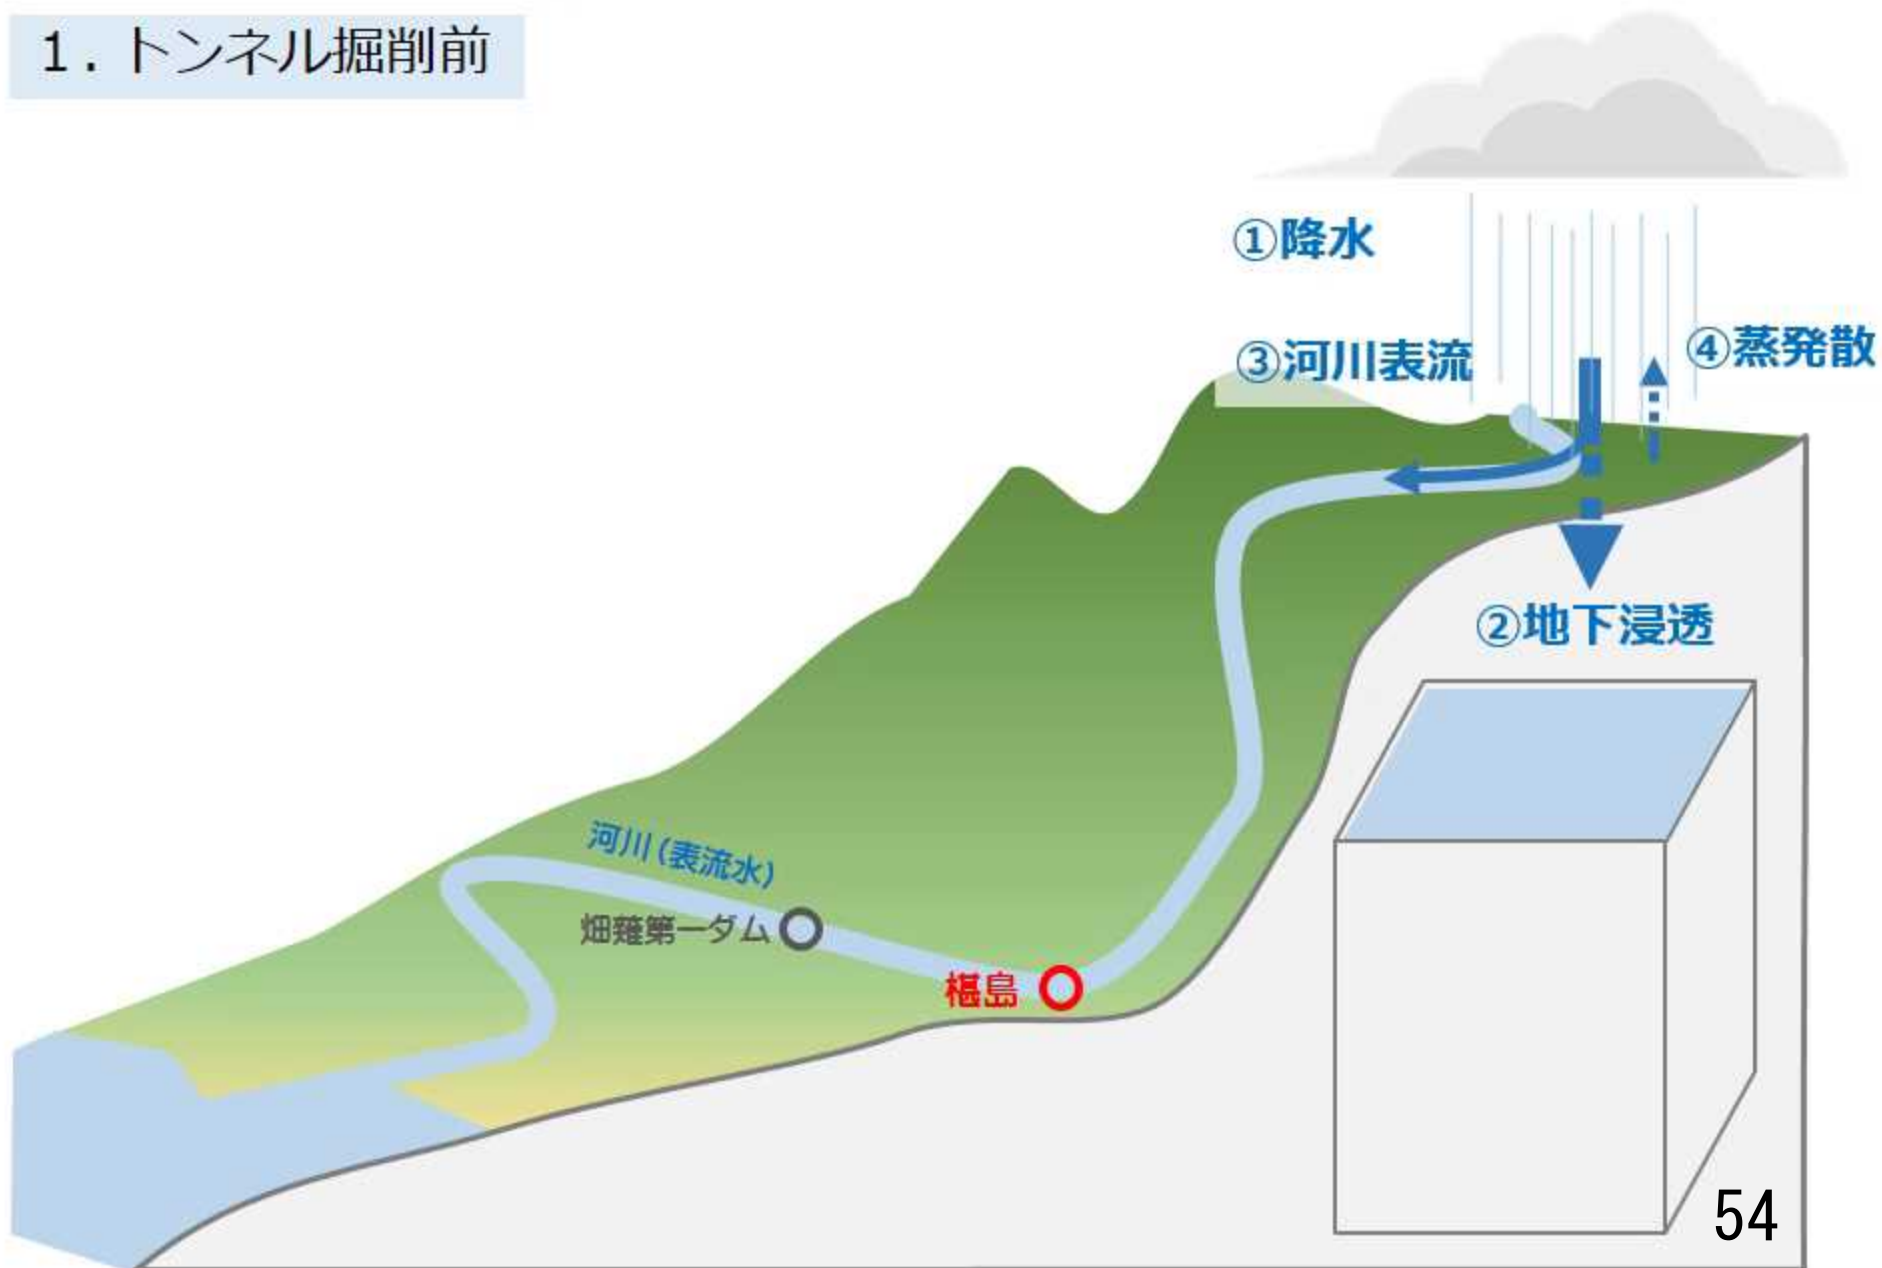 1. トンネル掘削前
①降水
③河川表流
④蒸発散
②地下浸透
河川(表流水)
畑薙第一ダム
椹島
54